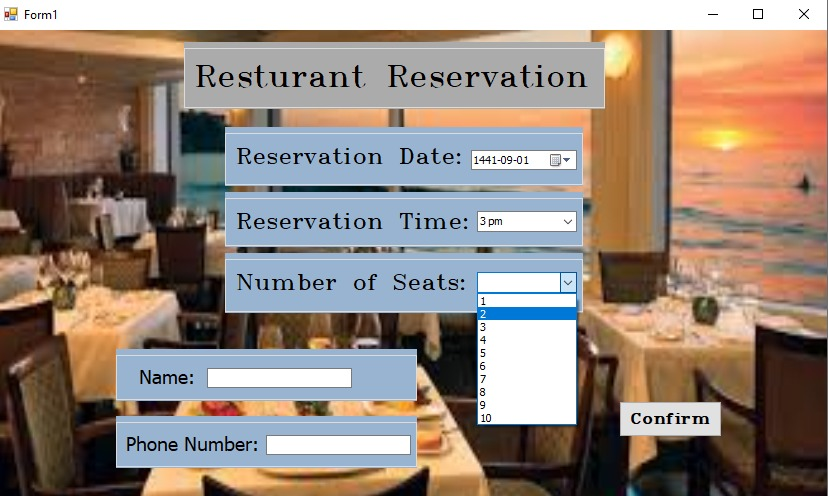 Form1
Resturant Reservation
Reservation Date: 1441-09-01
Reservation Time: 3 pm
Number of Seats:
1
2
3
4
5
6
7
8
9
10
Name:
Phone Number:
Confirm